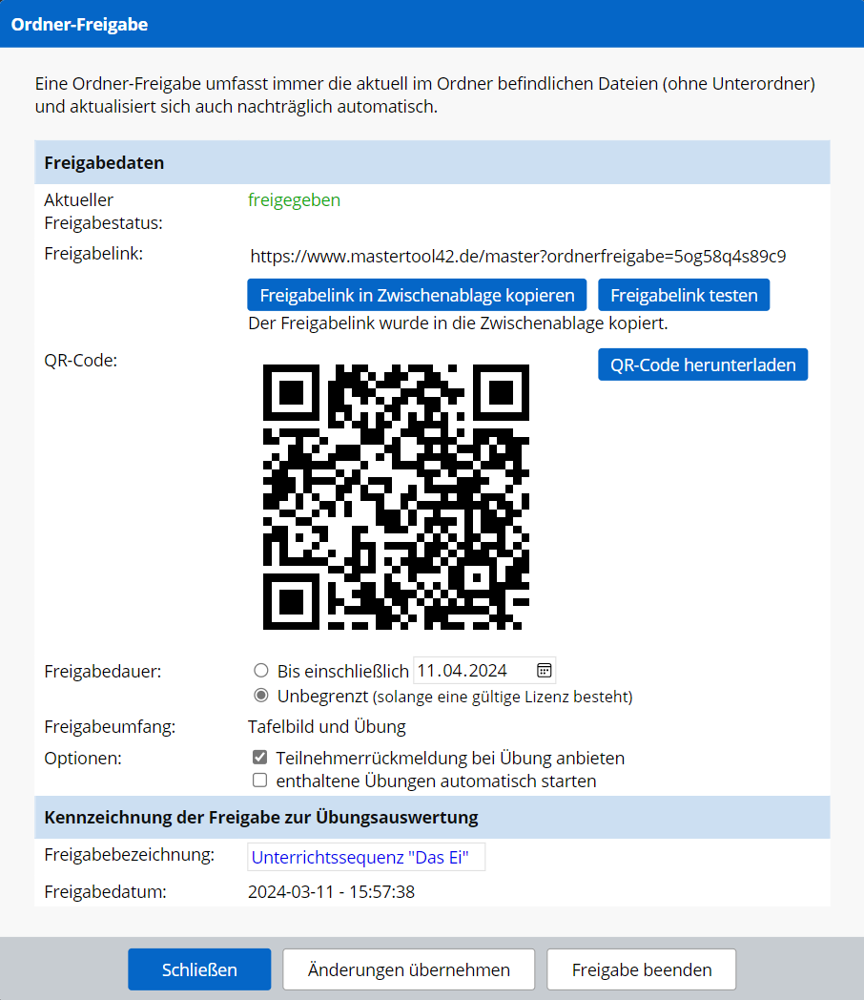 Ordner-Freigabe
Eine Ordner-Freigabe umfasst immer die aktuell im Ordner befindlichen Dateien (ohne Unterordner)
und aktualisiert sich auch nachträglich automatisch.
Freigabedaten
Aktueller
Freigabestatus:
freigegeben
Freigabelink:
https://www.mastertool42.de/master?ordnerfreigabe=5og58q4s89c9
Freigabelink in Zwischenablage kopieren
Freigabelink testen
Der Freigabelink wurde in die Zwischenablage kopiert.
QR-Code:
QR-Code herunterladen
Freigabedauer:
Bis einschließlich 11.04.2024
Unbegrenzt (solange eine gültige Lizenz besteht)
Freigabeumfang:
Tafelbild und Übung
Optionen:
Teilnehmerrückmeldung bei Übung anbieten
enthaltene Übungen automatisch starten
Kennzeichnung der Freigabe zur Übungsauswertung
Freigabebezeichnung:
Unterrichtssequenz "Das Ei"
Freigabedatum:
2024-03-11 - 15:57:38
Schließen
Änderungen übernehmen
Freigabe beenden